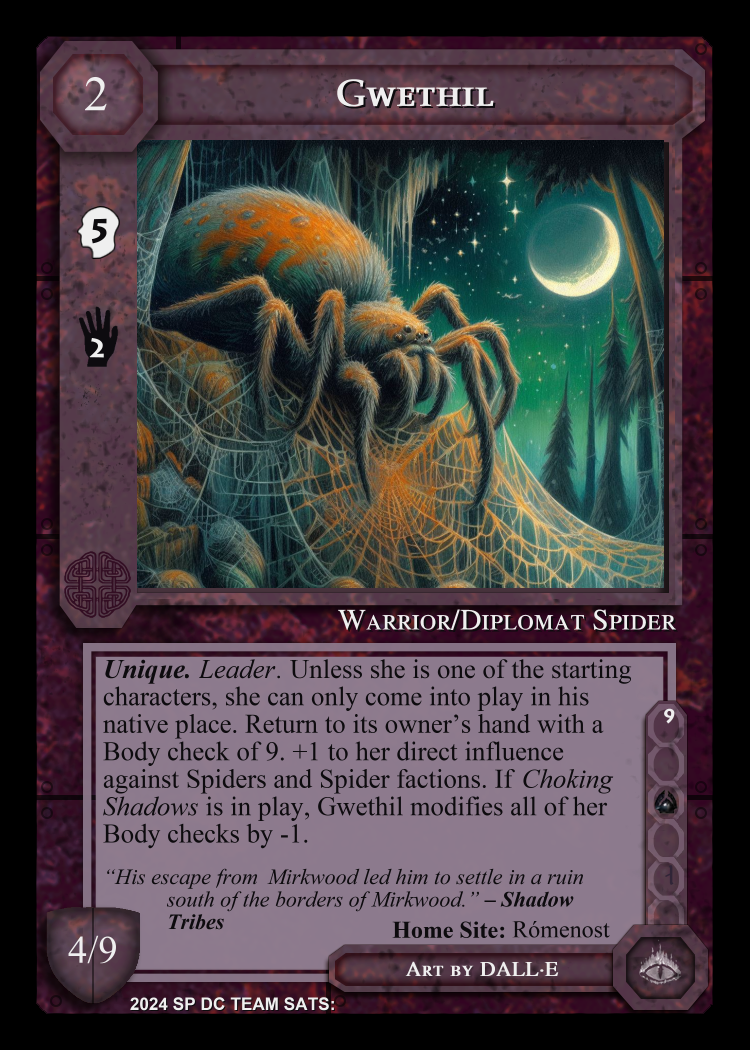 2
Gwethil
5
2
Warrior/Diplomat Spider
Unique. Leader. Unless she is one of the starting
characters, she can only come into play in his
native place. Return to its owner's hand with a
Body check of 9. +1 to her direct influence
against Spiders and Spider factions. If Choking
Shadows is in play, Gwethil modifies all of her
Body checks by -1.
9
“His escape from Mirkwood led him to settle in a ruin
south of the borders of Mirkwood.” – Shadow
Tribes
Home Site: Rómenost
4/9
Art by DALL·E
2024 SP DC TEAM SATS: